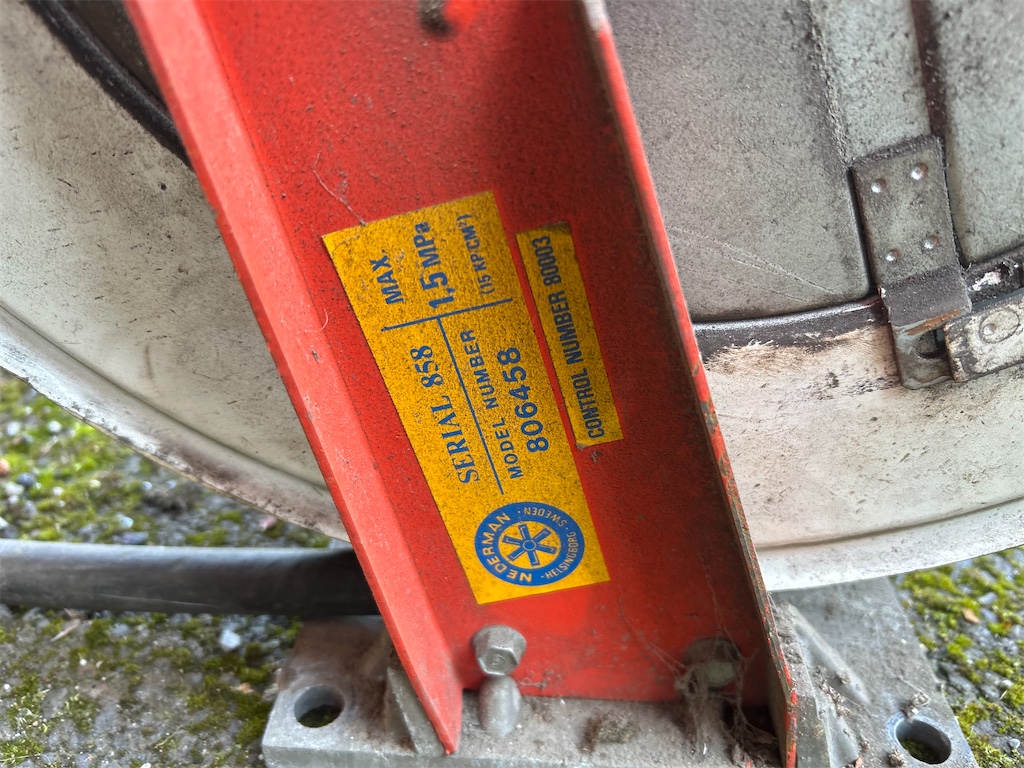 NEDERMAN
· HELSINGBORG · SWEDEN ·
SERIAL 858
MODEL NUMBER
806458
MAX
1,5 MPa
(15 KP/CM²)
CONTROL NUMBER 80003